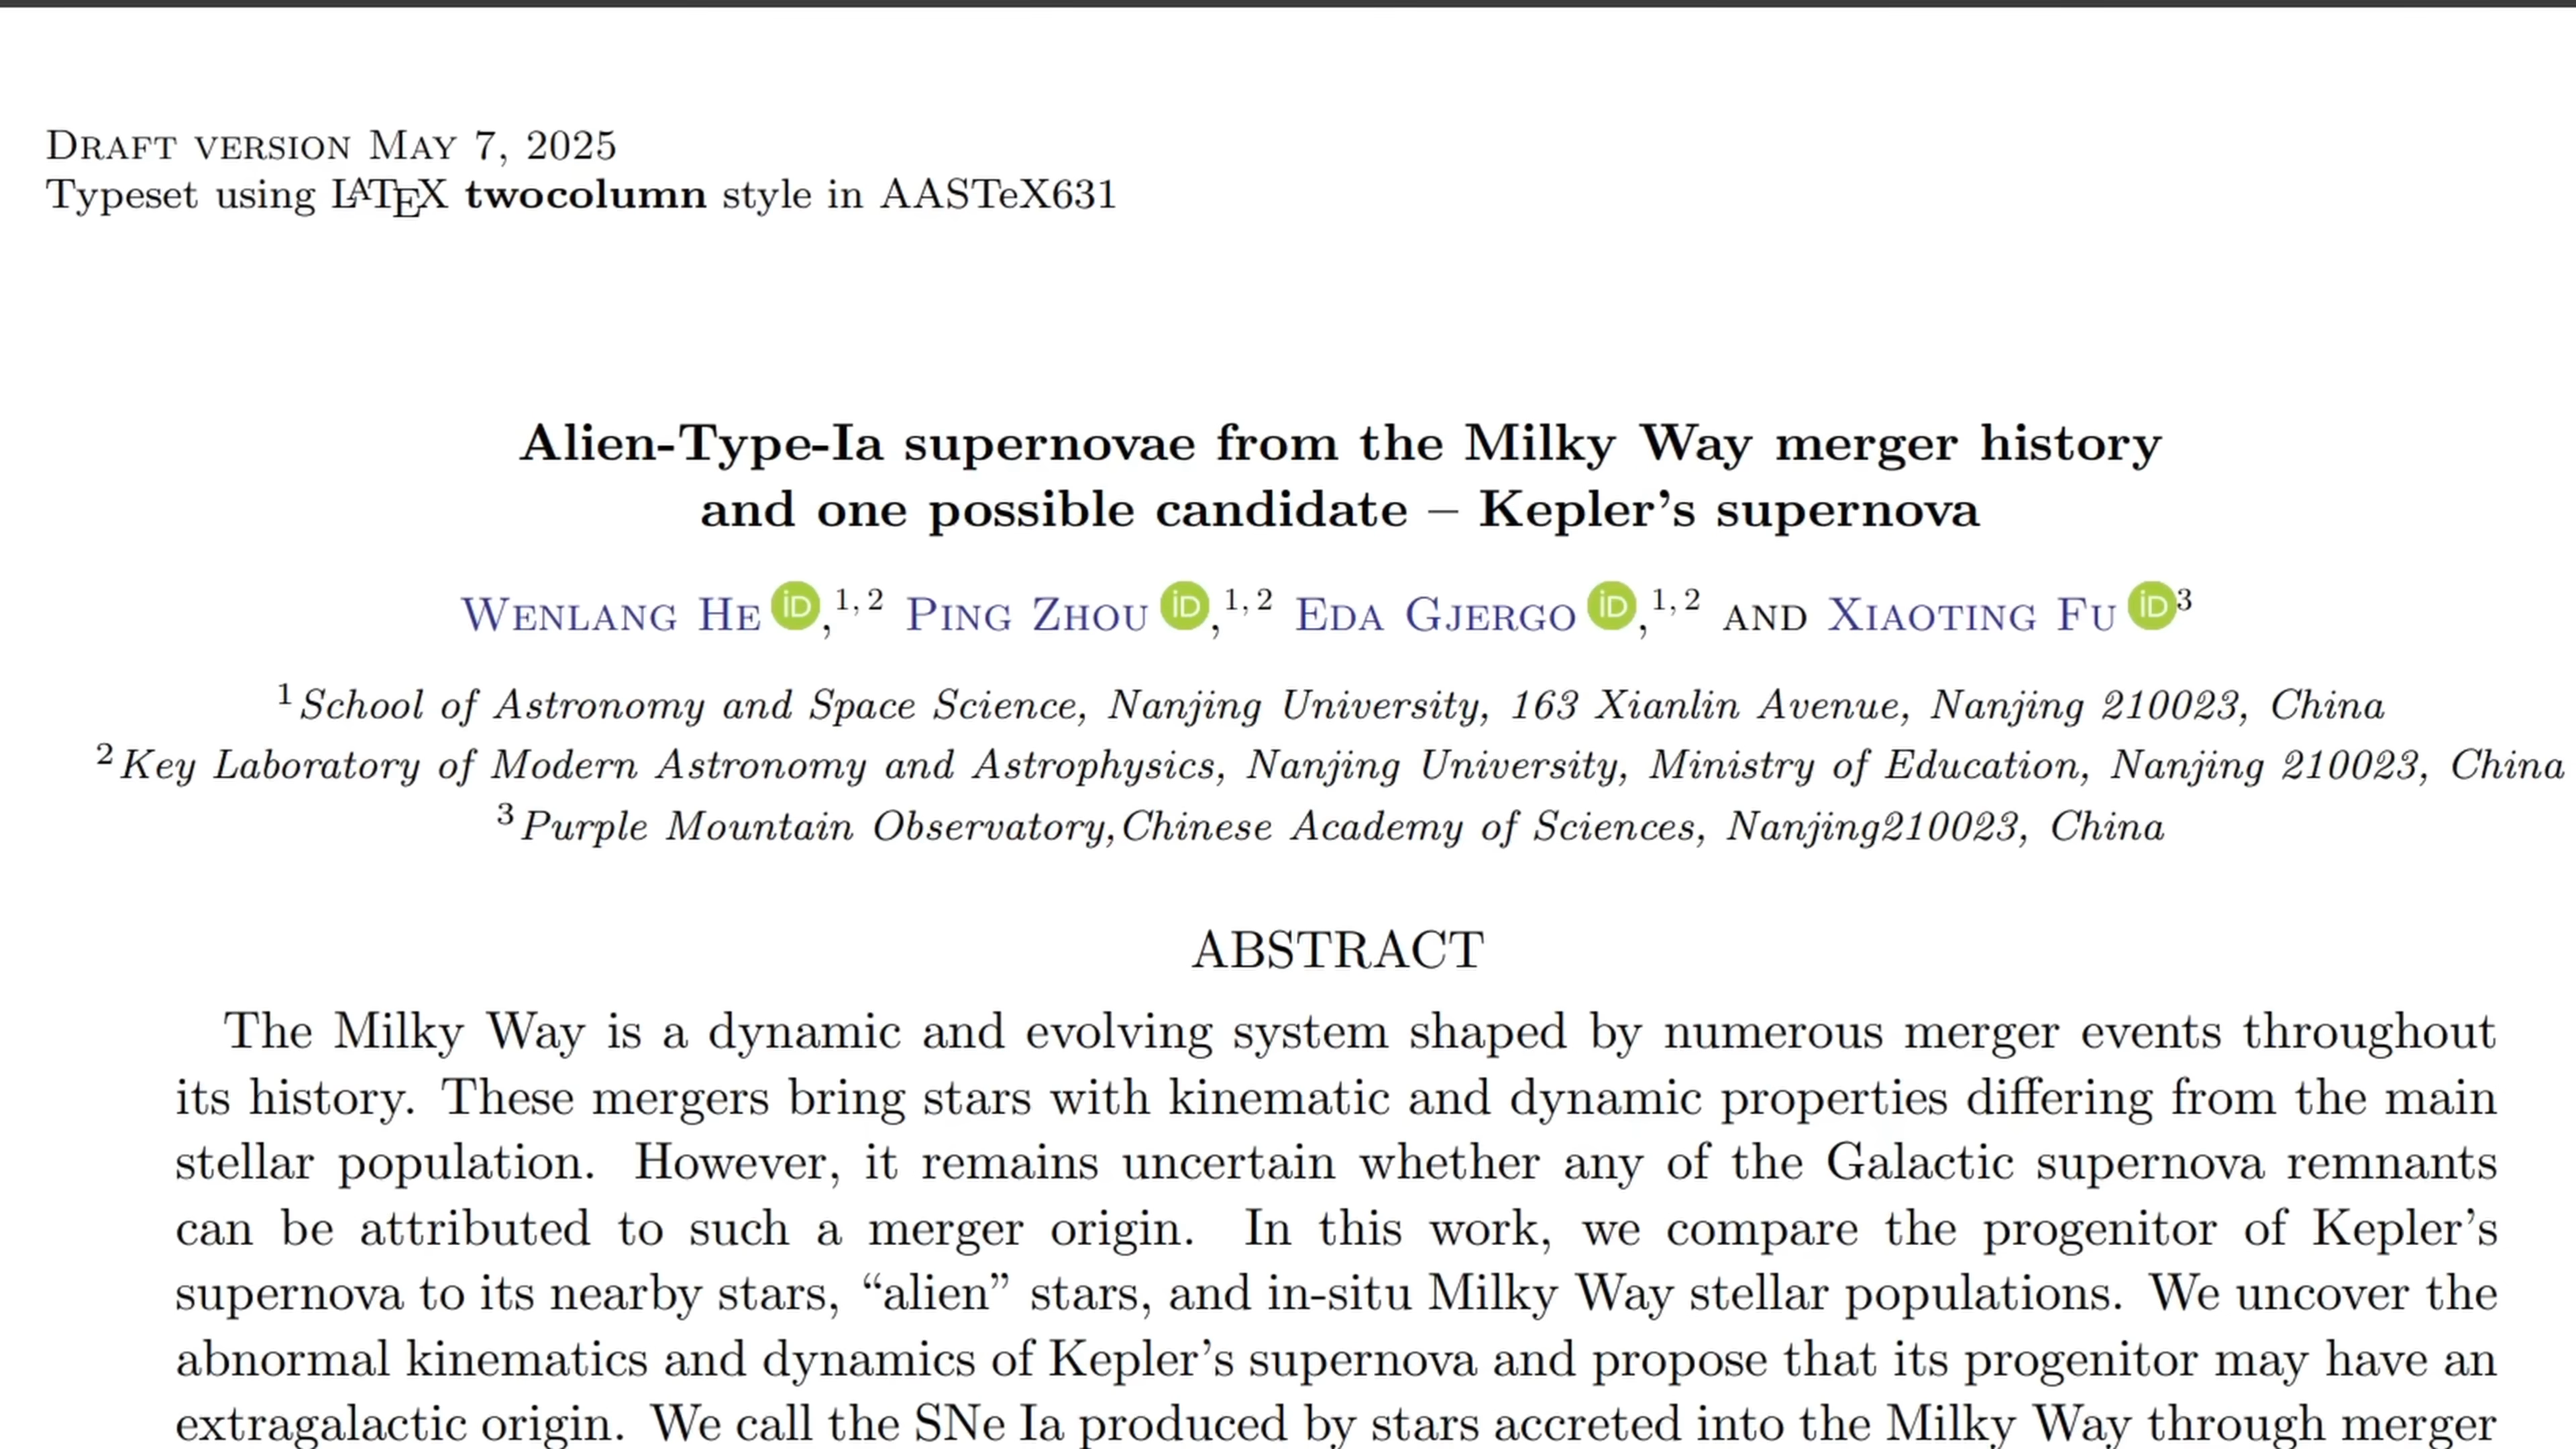 Draft version May 7, 2025
Typeset using LATEX twocolumn style in AASTeX631
Alien-Type-Ia supernovae from the Milky Way merger history
and one possible candidate – Kepler's supernova
Wenlang He iD,1, 2 Ping Zhou iD,1, 2 Eda Gjergo iD,1, 2 and Xiaoting Fu iD3
1School of Astronomy and Space Science, Nanjing University, 163 Xianlin Avenue, Nanjing 210023, China
2Key Laboratory of Modern Astronomy and Astrophysics, Nanjing University, Ministry of Education, Nanjing 210023, China
3Purple Mountain Observatory,Chinese Academy of Sciences, Nanjing210023, China
ABSTRACT
The Milky Way is a dynamic and evolving system shaped by numerous merger events throughout
its history. These mergers bring stars with kinematic and dynamic properties differing from the main
stellar population. However, it remains uncertain whether any of the Galactic supernova remnants
can be attributed to such a merger origin. In this work, we compare the progenitor of Kepler's
supernova to its nearby stars, “alien” stars, and in-situ Milky Way stellar populations. We uncover the
abnormal kinematics and dynamics of Kepler's supernova and propose that its progenitor may have an
extragalactic origin. We call the SNe Ia produced by stars accreted into the Milky Way through merger